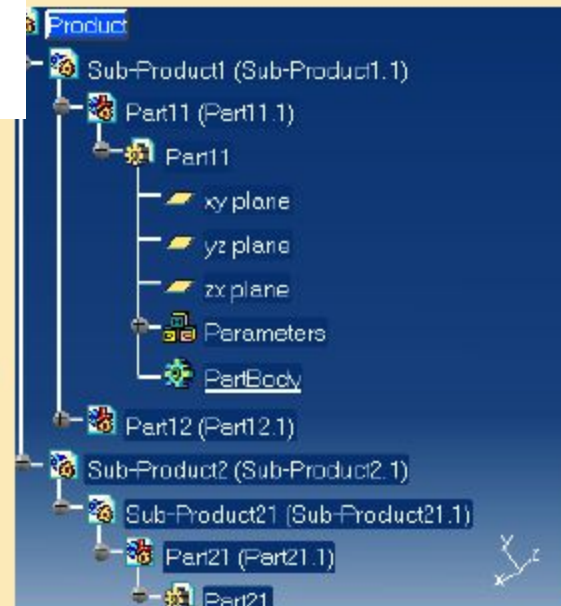 Product
Sub-Product1 (Sub-Product1.1)
Part11 (Part11.1)
Part11
xy plane
yz plane
zx plane
Parameters
PartBody
Part12 (Part12.1)
Sub-Product2 (Sub-Product2.1)
Sub-Product21 (Sub-Product21.1)
Part21 (Part21.1)
Part21
y
z
x